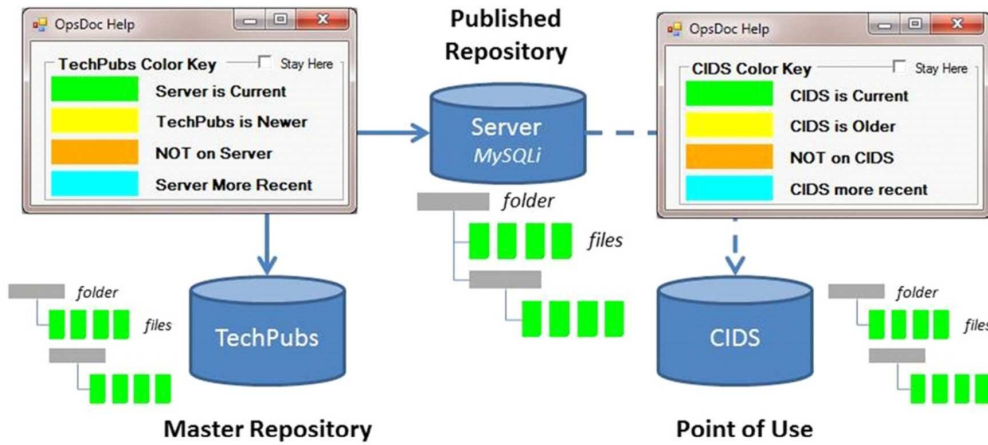 OpsDoc Help
TechPubs Color Key
Stay Here
Server is Current
TechPubs is Newer
NOT on Server
Server More Recent
Published
Repository
Server
MySQLi
folder
files
OpsDoc Help
CIDS Color Key
Stay Here
CIDS is Current
CIDS is Older
NOT on CIDS
CIDS more recent
folder
files
TechPubs
Master Repository
CIDS
folder
files
Point of Use